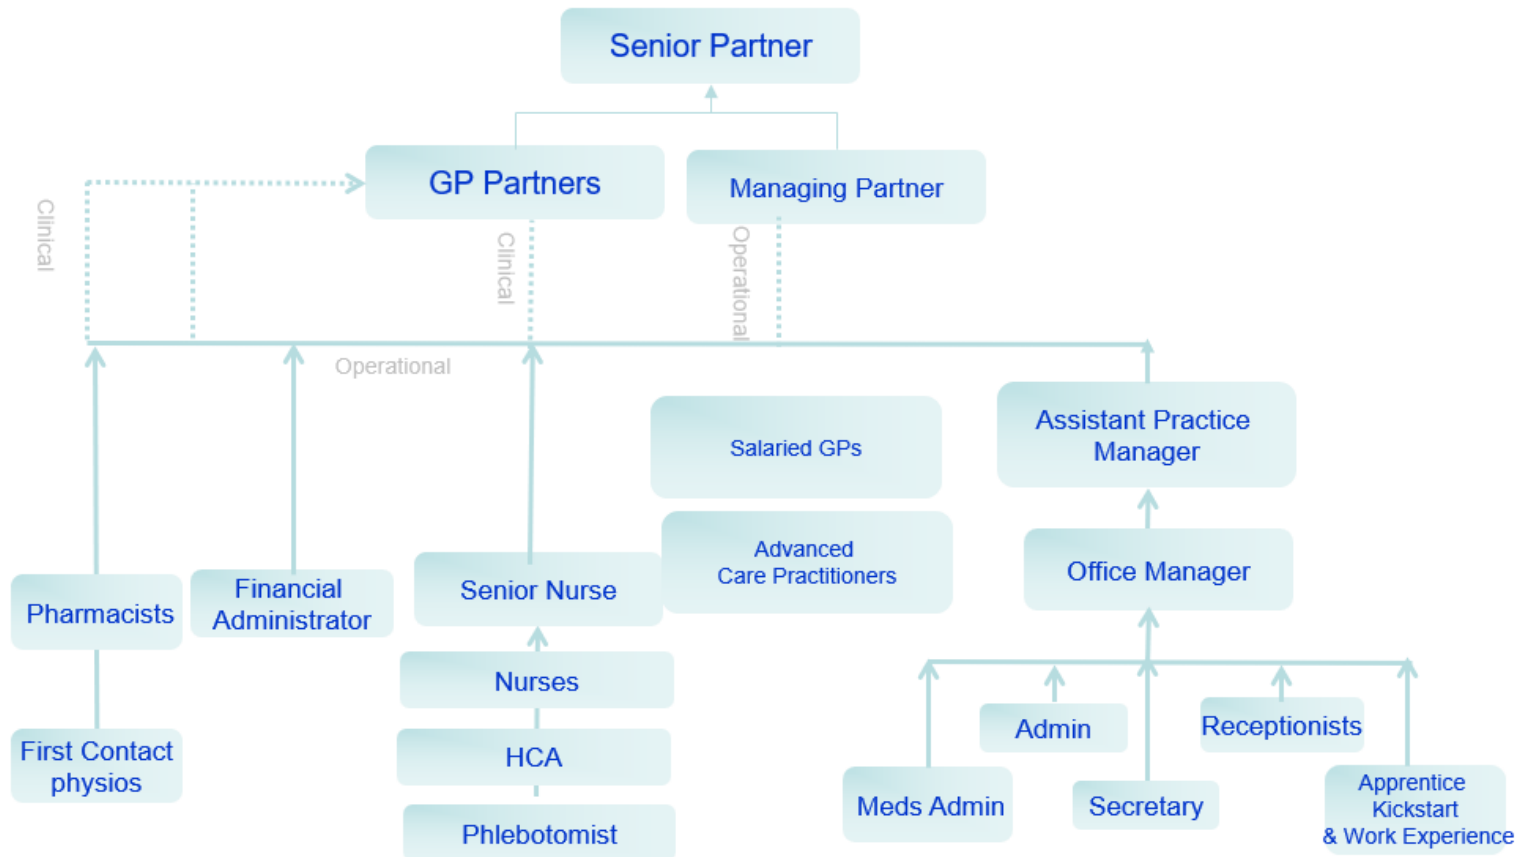 Senior Partner
GP Partners
Managing Partner
Clinical
Clinical
Operational
Operational
Assistant Practice
Manager
Salaried GPs
Advanced
Care Practitioners
Office Manager
Pharmacists
Financial
Administrator
Senior Nurse
Nurses
First Contact
physios
HCA
Phlebotomist
Admin
Receptionists
Meds Admin
Secretary
Apprentice
Kickstart
& Work Experience